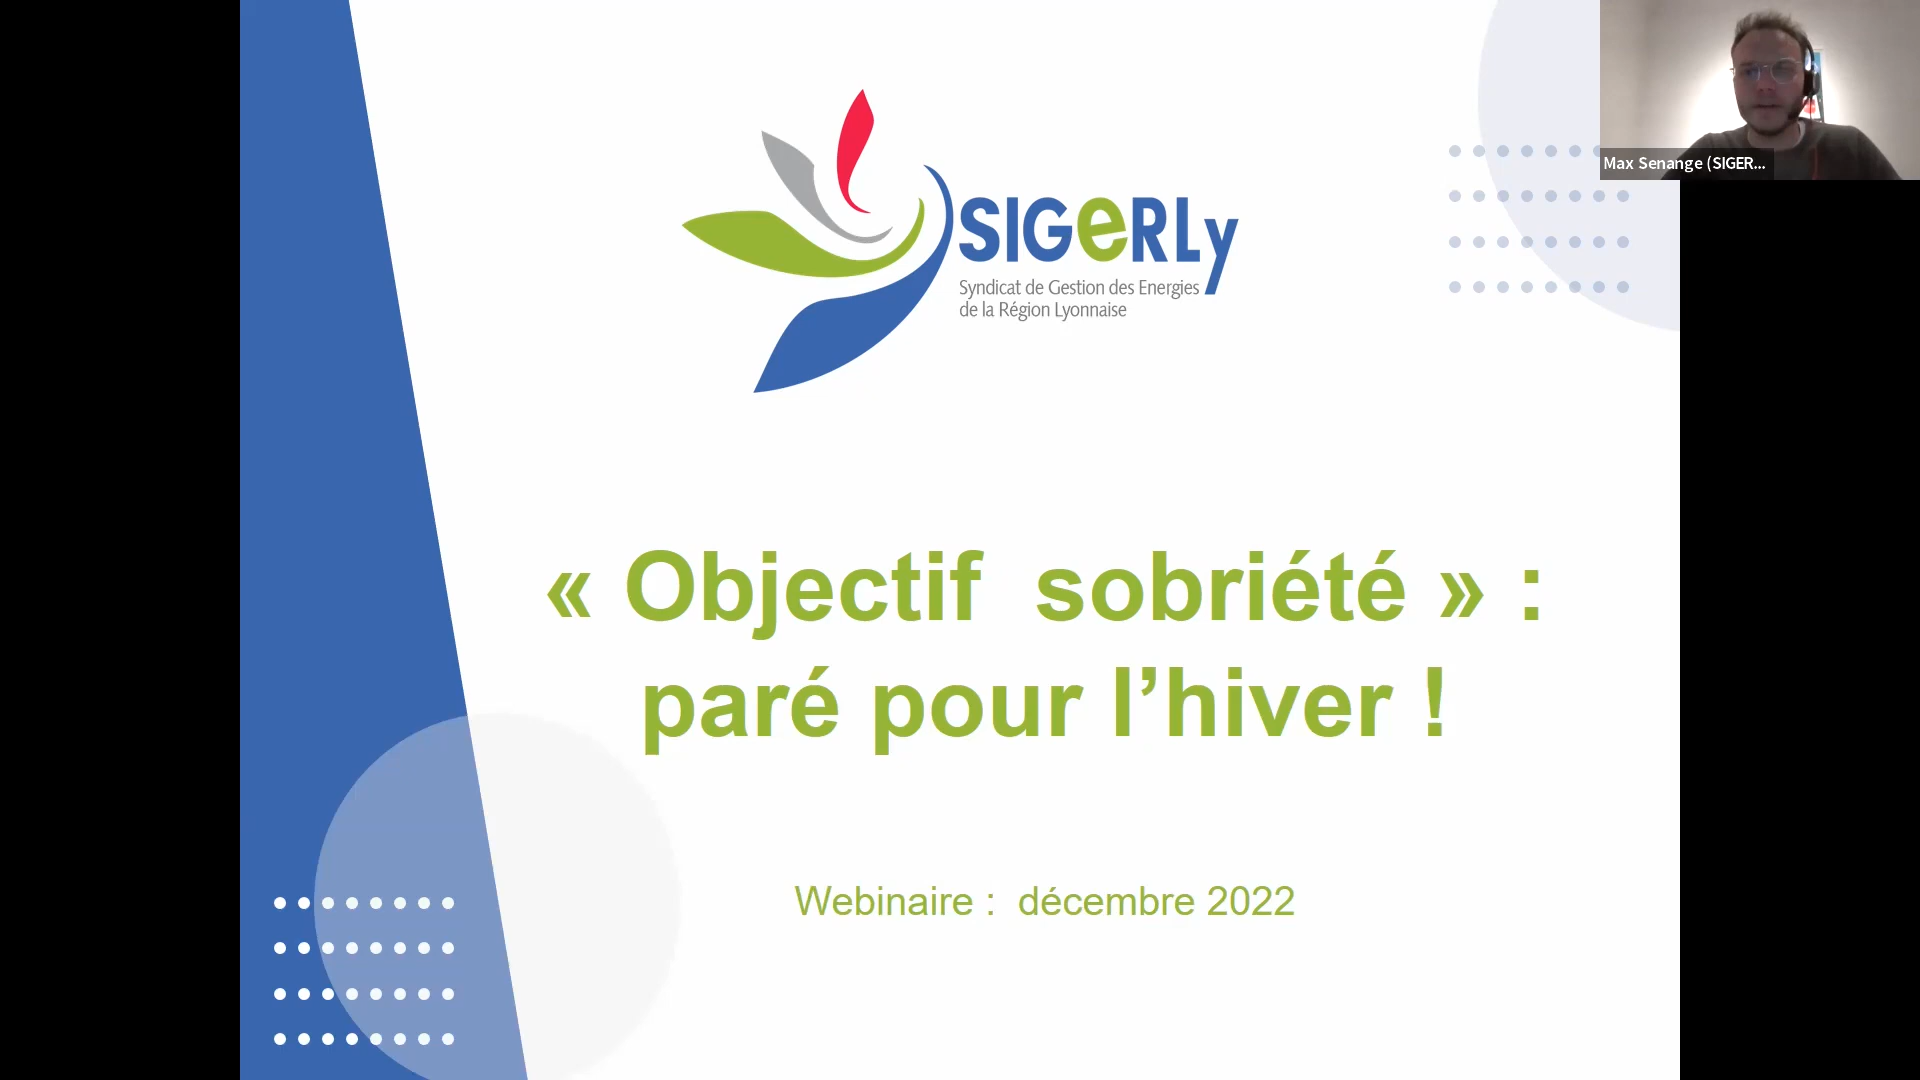 Max Senange (SIGER...
SIGeRLy
Syndicat de Gestion des Energies
de la Région Lyonnaise
« Objectif  sobriété » :
paré pour l’hiver !
Webinaire :  décembre 2022